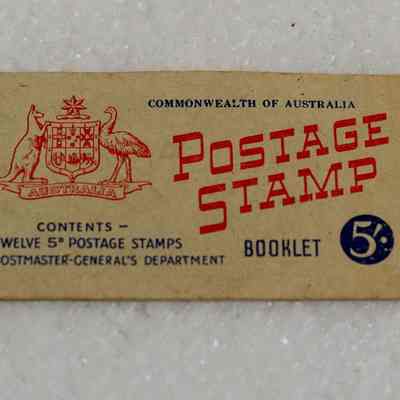 COMMONWEALTH OF AUSTRALIA
POSTAGE
STAMP
AUSTRALIA
CONTENTS –
WELVE 5ᴰ POSTAGE STAMPS
OSTMASTER-GENERAL'S DEPARTMENT
BOOKLET
5/-